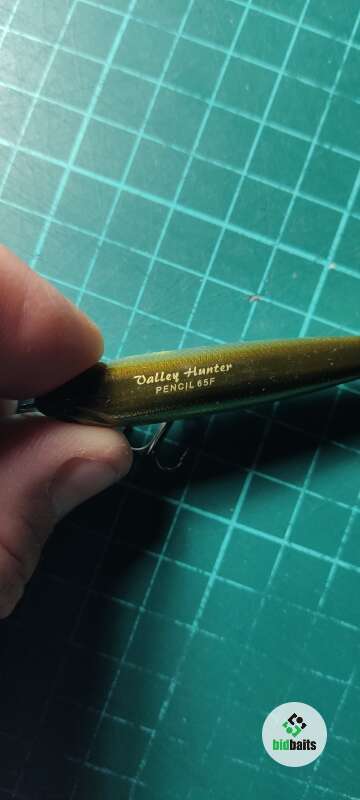 Valley Hunter
PENCIL 65F
bidbaits